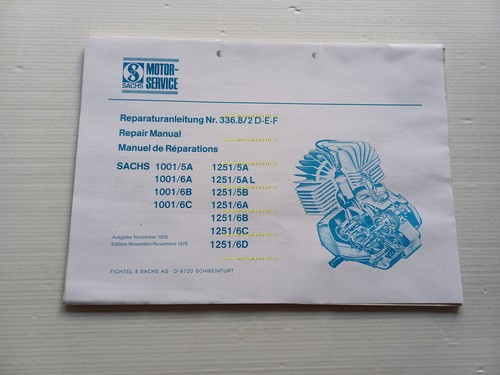 SACHS
MOTOR-
SERVICE
Reparaturanleitung Nr. 336.8/2 D-E-F
Repair Manual
Manuel de Réparations
SACHS 1001/5A 1251/5A
1001/6A 1251/5AL
1001/6B 1251/5B
1001/6C 1251/6A
1251/6B
1251/6C
1251/6D
Ausgabe November 1976
Edition November/Novembre 1976
FICHTEL & SACHS AG · D-8720 SCHWEINFURT